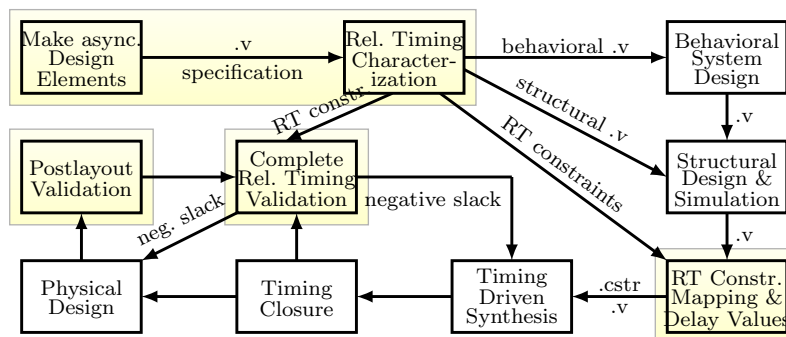 Make async.
Design
Elements
.v
specification
Rel. Timing
Character-
ization
behavioral .v
Behavioral
System
Design
RT constr.
structural .v
RT constraints
.v
Postlayout
Validation
Complete
Rel. Timing
Validation
negative slack
Structural
Design &
Simulation
neg. slack
.v
Physical
Design
Timing
Closure
Timing
Driven
Synthesis
.cstr
.v
RT Constr.
Mapping &
Delay Values